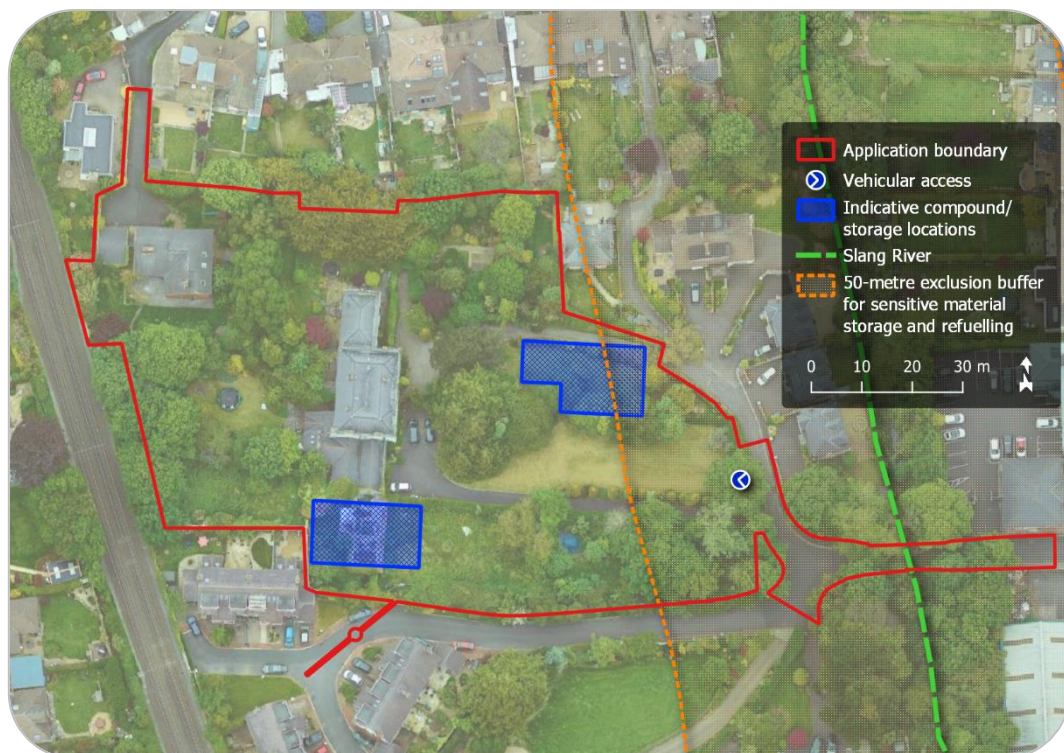 Application boundary
Vehicular access
Indicative compound/
storage locations
Slang River
50-metre exclusion buffer
for sensitive material
storage and refuelling
0 10 20 30 m